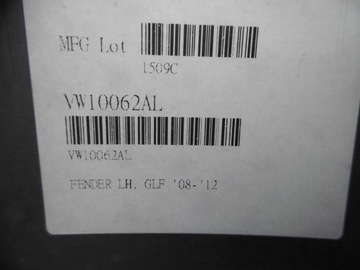 MFG Lot
1509C
VW10062AL
VW10062AL
FENDER LH. GLF '08-'12